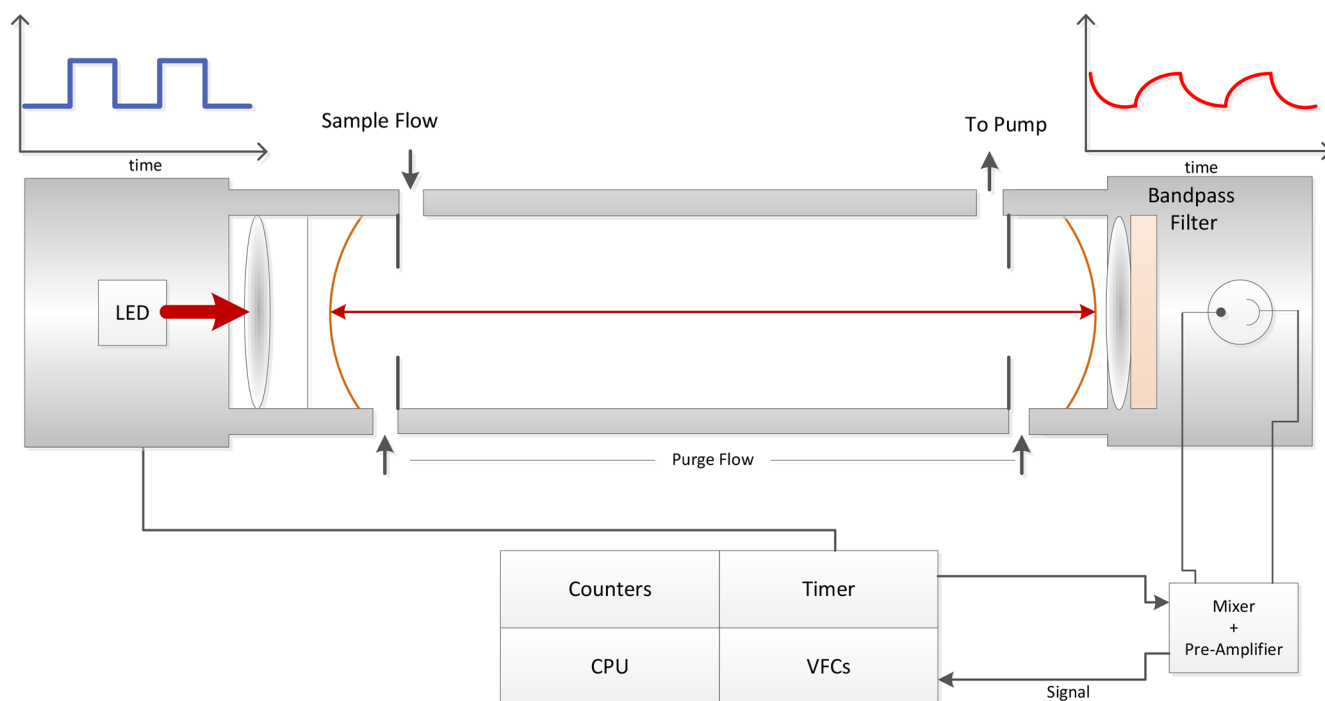 time
Sample Flow
To Pump
time
Bandpass
Filter
LED
Purge Flow
Counters
Timer
CPU
VFCs
Mixer
+
Pre-Amplifier
Signal